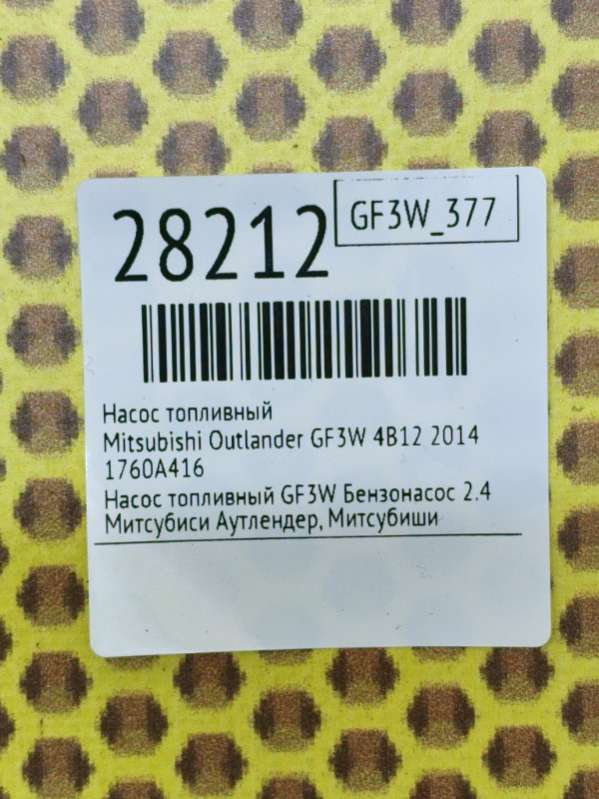 28212
GF3W_377
Насос топливный
Mitsubishi Outlander GF3W 4B12 2014
1760A416
Насос топливный GF3W Бензонасос 2.4
Митсубиси Аутлендер, Митсубиши